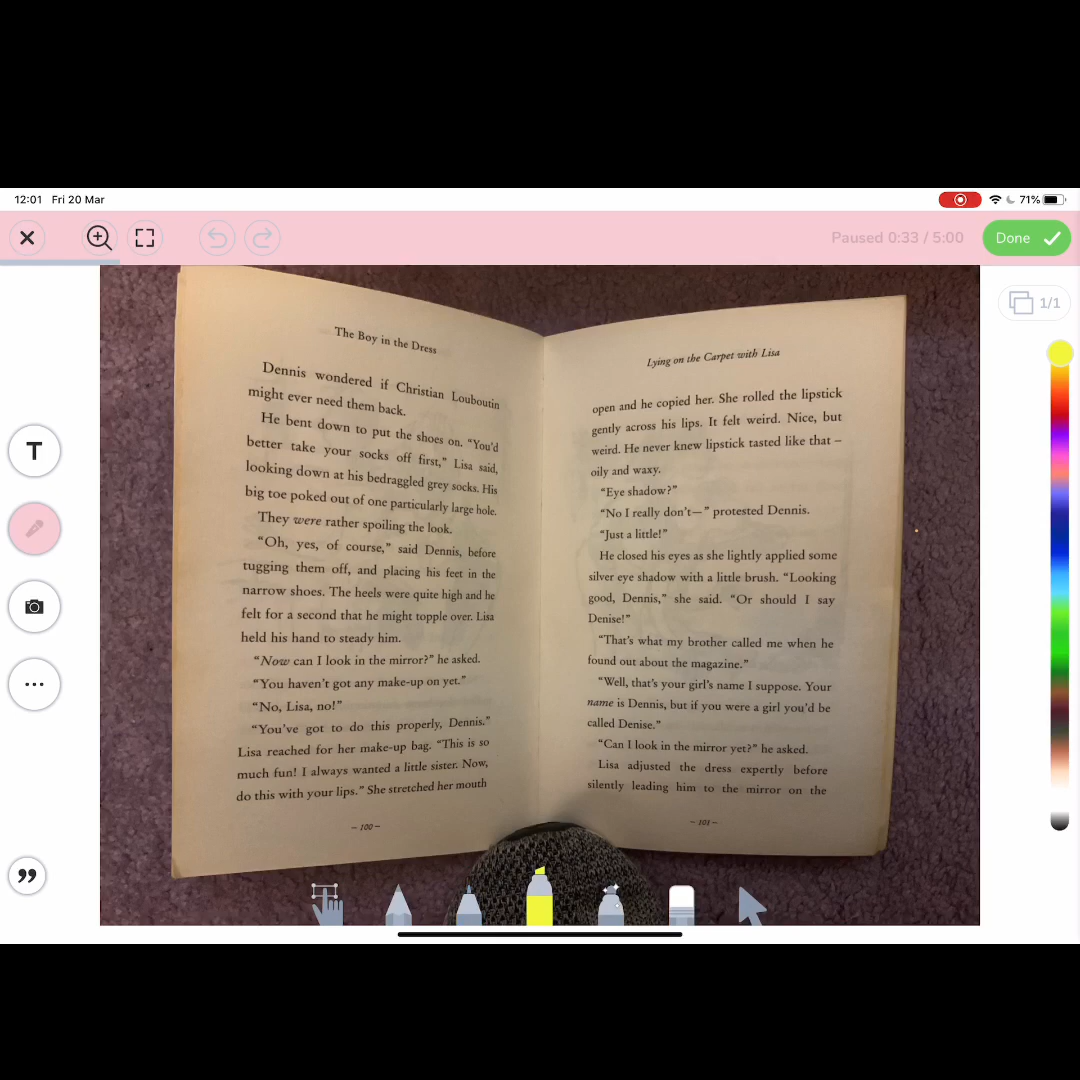 12:01 Fri 20 Mar
71%
Paused 0:33 / 5:00
Done
1/1
T
The Boy in the Dress
Dennis wondered if Christian Louboutin
might ever need them back.
He bent down to put the shoes on. “You’d
better take your socks off first,” Lisa said,
looking down at his bedraggled grey socks. His
big toe poked out of one particularly large hole.
They were rather spoiling the look.
“Oh, yes, of course,” said Dennis, before
tugging them off, and placing his feet in the
narrow shoes. The heels were quite high and he
felt for a second that he might topple over. Lisa
held his hand to steady him.
“Now can I look in the mirror?” he asked.
“You haven’t got any make-up on yet.”
“No, Lisa, no!”
“You’ve got to do this properly, Dennis.”
Lisa reached for her make-up bag. “This is so
much fun! I always wanted a little sister. Now,
do this with your lips.” She stretched her mouth
– 100 –
Lying on the Carpet with Lisa
open and he copied her. She rolled the lipstick
gently across his lips. It felt weird. Nice, but
weird. He never knew lipstick tasted like that –
oily and waxy.
“Eye shadow?”
“No I really don’t—” protested Dennis.
“Just a little!”
He closed his eyes as she lightly applied some
silver eye shadow with a little brush. “Looking
good, Dennis,” she said. “Or should I say
Denise!”
“That’s what my brother called me when he
found out about the magazine.”
“Well, that’s your girl’s name I suppose. Your
name is Dennis, but if you were a girl you’d be
called Denise.”
“Can I look in the mirror yet?” he asked.
Lisa adjusted the dress expertly before
silently leading him to the mirror on the
– 101 –